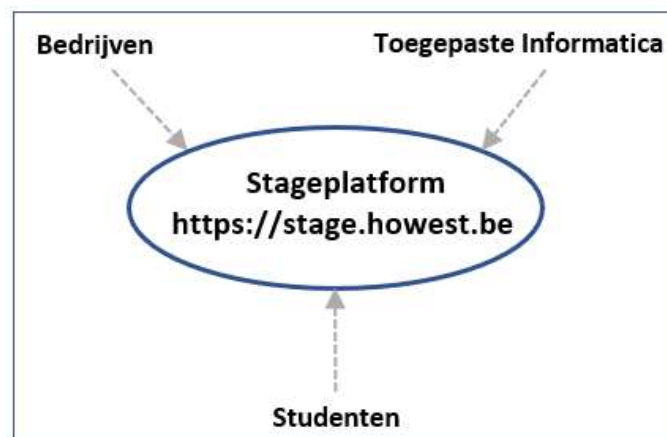 Bedrijven
Toegepaste Informatica
Stageplatform
https://stage.howest.be
Studenten